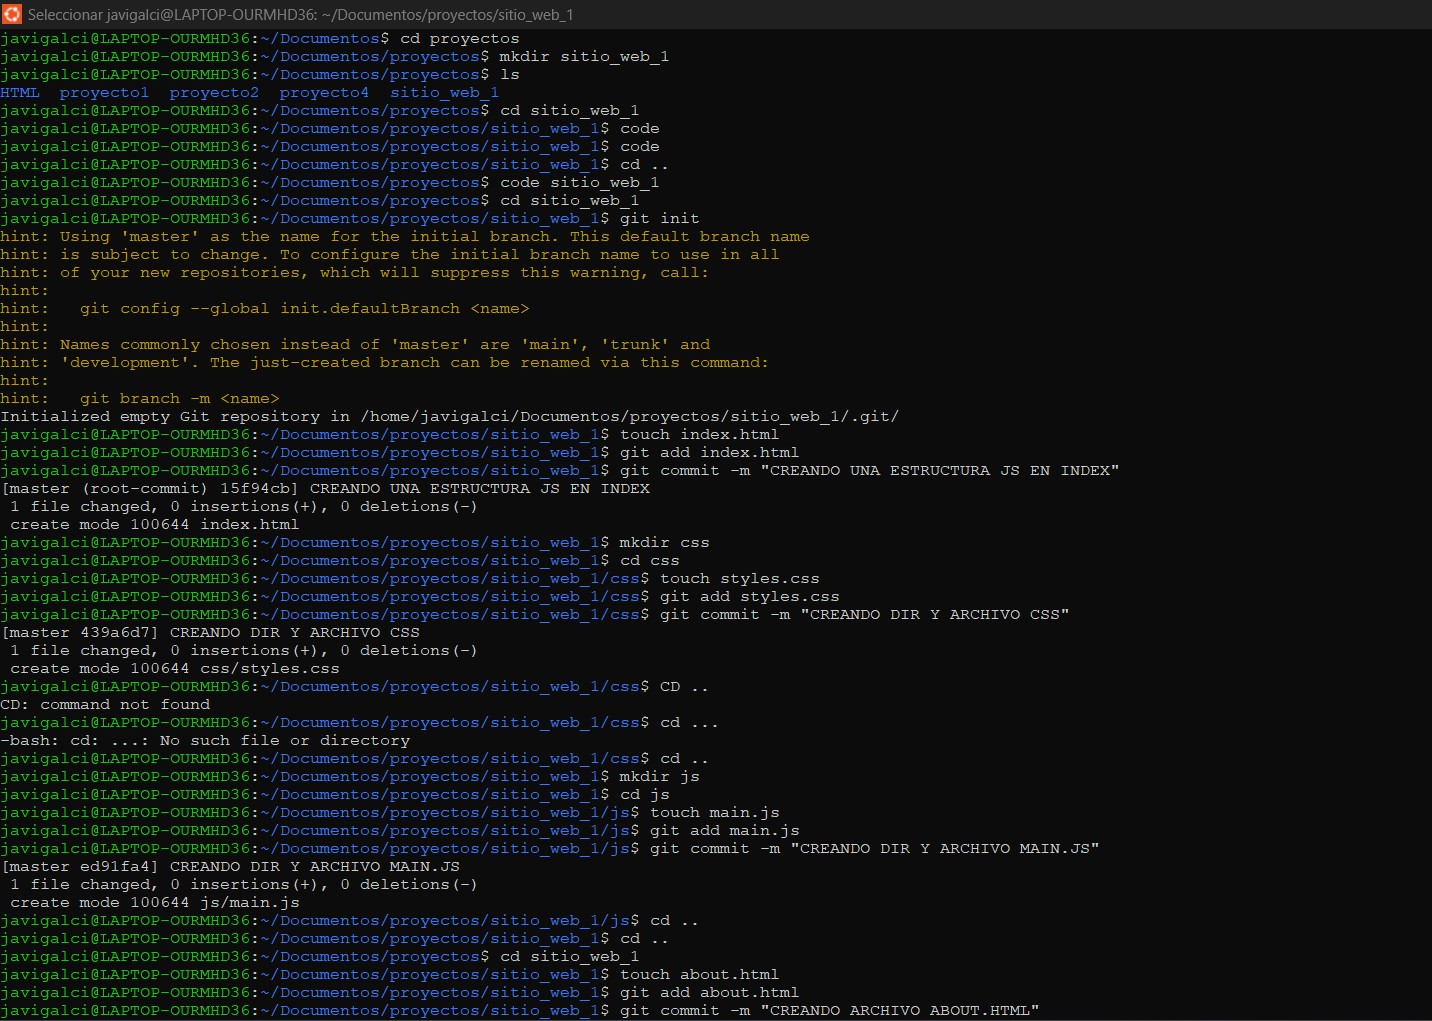 Seleccionar javigalci@LAPTOP-OURMHD36: ~/Documentos/proyectos/sitio_web_1
javigalci@LAPTOP-OURMHD36:~/Documentos$ cd proyectos
javigalci@LAPTOP-OURMHD36:~/Documentos/proyectos$ mkdir sitio_web_1
javigalci@LAPTOP-OURMHD36:~/Documentos/proyectos$ ls
HTML  proyecto1  proyecto2  proyecto4  sitio_web_1
javigalci@LAPTOP-OURMHD36:~/Documentos/proyectos$ cd sitio_web_1
javigalci@LAPTOP-OURMHD36:~/Documentos/proyectos/sitio_web_1$ code
javigalci@LAPTOP-OURMHD36:~/Documentos/proyectos/sitio_web_1$ code
javigalci@LAPTOP-OURMHD36:~/Documentos/proyectos/sitio_web_1$ cd ..
javigalci@LAPTOP-OURMHD36:~/Documentos/proyectos$ code sitio_web_1
javigalci@LAPTOP-OURMHD36:~/Documentos/proyectos$ cd sitio_web_1
javigalci@LAPTOP-OURMHD36:~/Documentos/proyectos/sitio_web_1$ git init
hint: Using 'master' as the name for the initial branch. This default branch name
hint: is subject to change. To configure the initial branch name to use in all
hint: of your new repositories, which will suppress this warning, call:
hint:
hint:   git config --global init.defaultBranch <name>
hint:
hint: Names commonly chosen instead of 'master' are 'main', 'trunk' and
hint: 'development'. The just-created branch can be renamed via this command:
hint:
hint:   git branch -m <name>
Initialized empty Git repository in /home/javigalci/Documentos/proyectos/sitio_web_1/.git/
javigalci@LAPTOP-OURMHD36:~/Documentos/proyectos/sitio_web_1$ touch index.html
javigalci@LAPTOP-OURMHD36:~/Documentos/proyectos/sitio_web_1$ git add index.html
javigalci@LAPTOP-OURMHD36:~/Documentos/proyectos/sitio_web_1$ git commit -m "CREANDO UNA ESTRUCTURA JS EN INDEX"
[master (root-commit) 15f94cb] CREANDO UNA ESTRUCTURA JS EN INDEX
 1 file changed, 0 insertions(+), 0 deletions(-)
 create mode 100644 index.html
javigalci@LAPTOP-OURMHD36:~/Documentos/proyectos/sitio_web_1$ mkdir css
javigalci@LAPTOP-OURMHD36:~/Documentos/proyectos/sitio_web_1$ cd css
javigalci@LAPTOP-OURMHD36:~/Documentos/proyectos/sitio_web_1/css$ touch styles.css
javigalci@LAPTOP-OURMHD36:~/Documentos/proyectos/sitio_web_1/css$ git add styles.css
javigalci@LAPTOP-OURMHD36:~/Documentos/proyectos/sitio_web_1/css$ git commit -m "CREANDO DIR Y ARCHIVO CSS"
[master 439a6d7] CREANDO DIR Y ARCHIVO CSS
 1 file changed, 0 insertions(+), 0 deletions(-)
 create mode 100644 css/styles.css
javigalci@LAPTOP-OURMHD36:~/Documentos/proyectos/sitio_web_1/css$ CD ..
CD: command not found
javigalci@LAPTOP-OURMHD36:~/Documentos/proyectos/sitio_web_1/css$ cd ...
-bash: cd: ...: No such file or directory
javigalci@LAPTOP-OURMHD36:~/Documentos/proyectos/sitio_web_1/css$ cd ..
javigalci@LAPTOP-OURMHD36:~/Documentos/proyectos/sitio_web_1$ mkdir js
javigalci@LAPTOP-OURMHD36:~/Documentos/proyectos/sitio_web_1$ cd js
javigalci@LAPTOP-OURMHD36:~/Documentos/proyectos/sitio_web_1/js$ touch main.js
javigalci@LAPTOP-OURMHD36:~/Documentos/proyectos/sitio_web_1/js$ git add main.js
javigalci@LAPTOP-OURMHD36:~/Documentos/proyectos/sitio_web_1/js$ git commit -m "CREANDO DIR Y ARCHIVO MAIN.JS"
[master ed91fa4] CREANDO DIR Y ARCHIVO MAIN.JS
 1 file changed, 0 insertions(+), 0 deletions(-)
 create mode 100644 js/main.js
javigalci@LAPTOP-OURMHD36:~/Documentos/proyectos/sitio_web_1/js$ cd ..
javigalci@LAPTOP-OURMHD36:~/Documentos/proyectos/sitio_web_1$ cd ..
javigalci@LAPTOP-OURMHD36:~/Documentos/proyectos$ cd sitio_web_1
javigalci@LAPTOP-OURMHD36:~/Documentos/proyectos/sitio_web_1$ touch about.html
javigalci@LAPTOP-OURMHD36:~/Documentos/proyectos/sitio_web_1$ git add about.html
javigalci@LAPTOP-OURMHD36:~/Documentos/proyectos/sitio_web_1$ git commit -m "CREANDO ARCHIVO ABOUT.HTML"